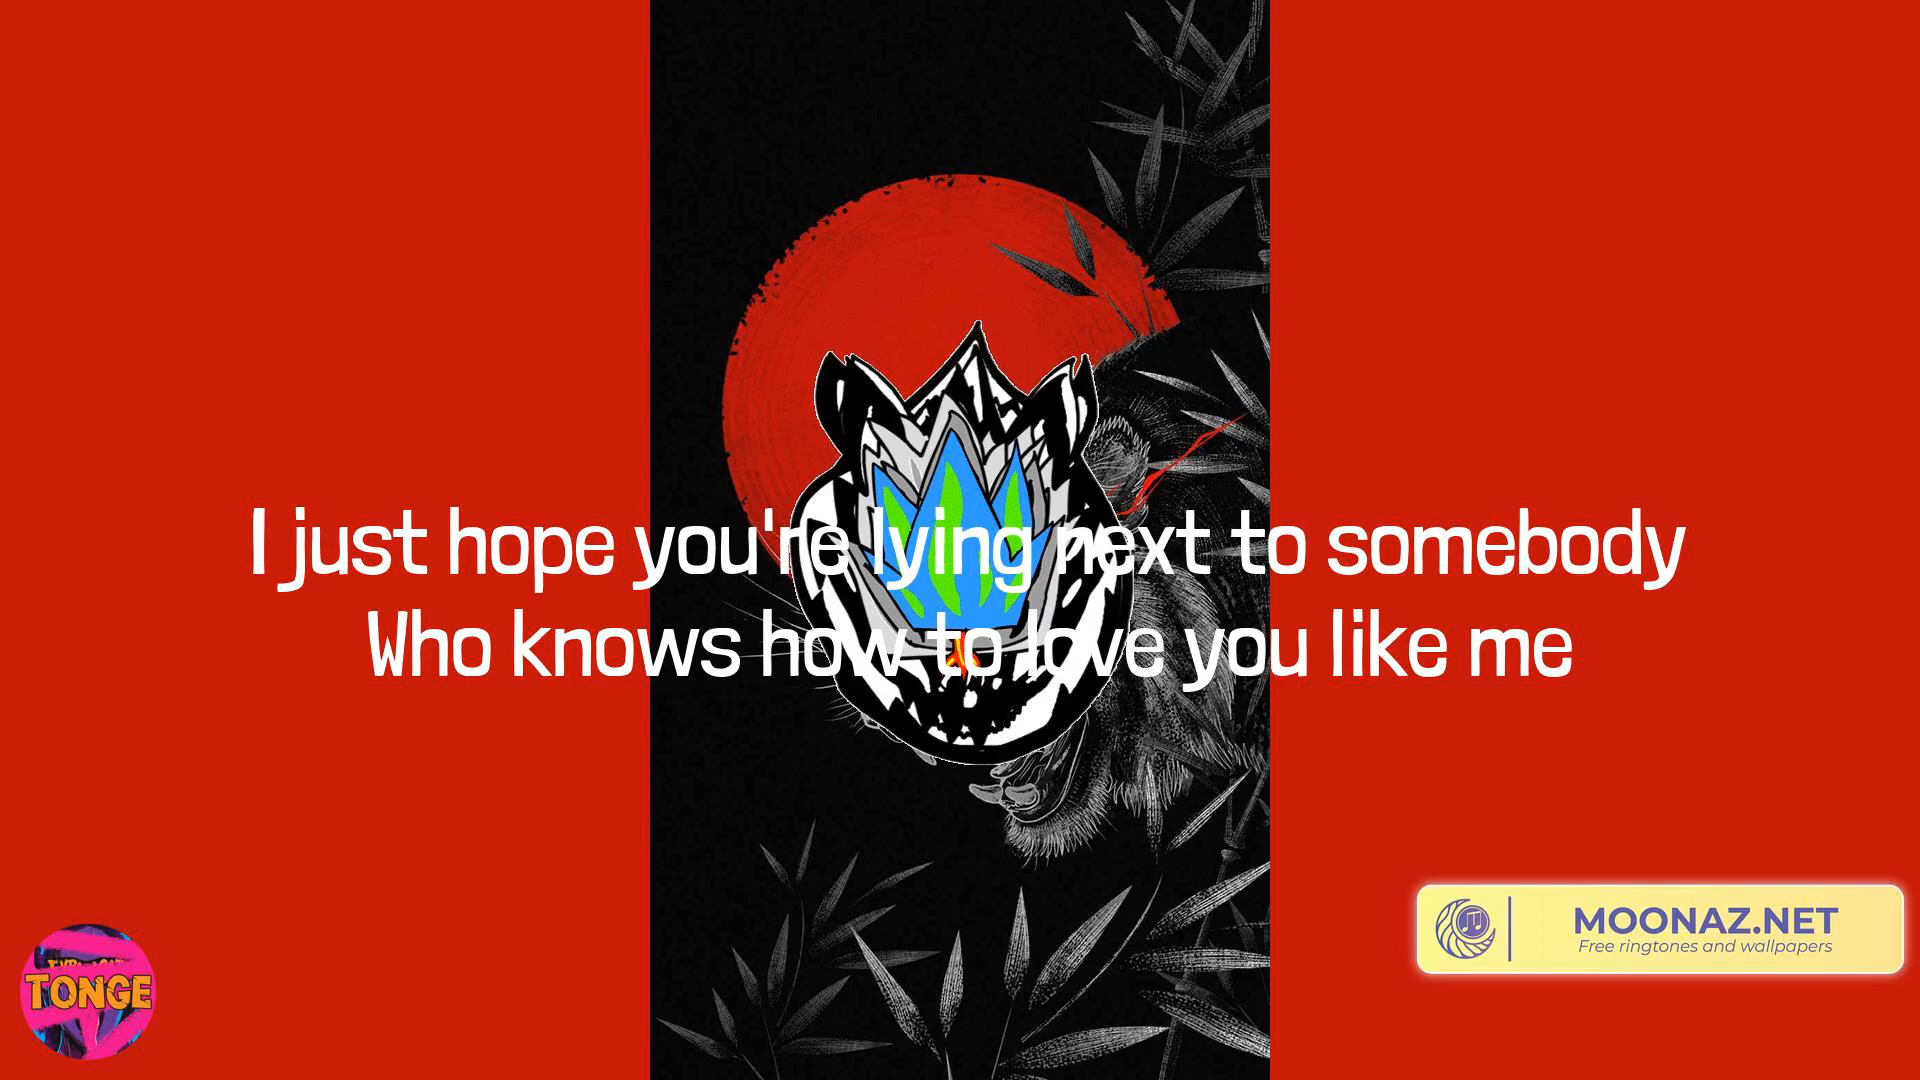 I just hope you're lying next to somebody
Who knows how to love you like me
MOONAZ.NET
Free ringtones and wallpapers
TONGE